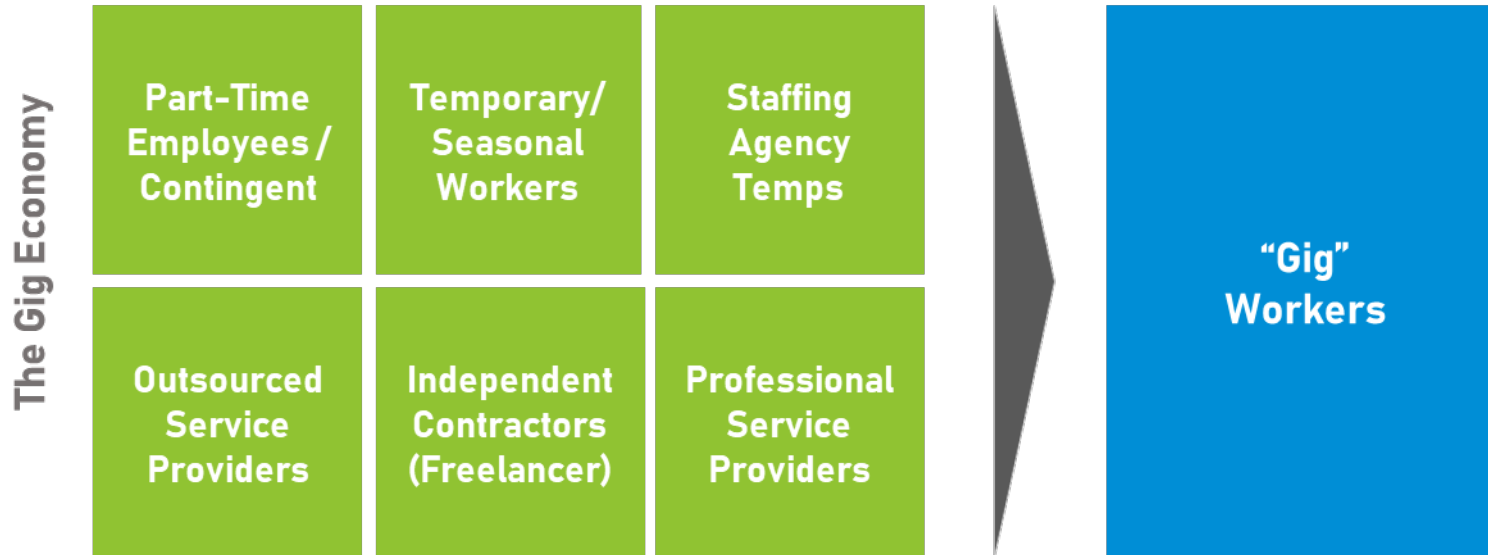 The Gig Economy
Part-Time
Employees /
Contingent
Temporary/
Seasonal
Workers
Staffing
Agency
Temps
Outsourced
Service
Providers
Independent
Contractors
(Freelancer)
Professional
Service
Providers
“Gig”
Workers